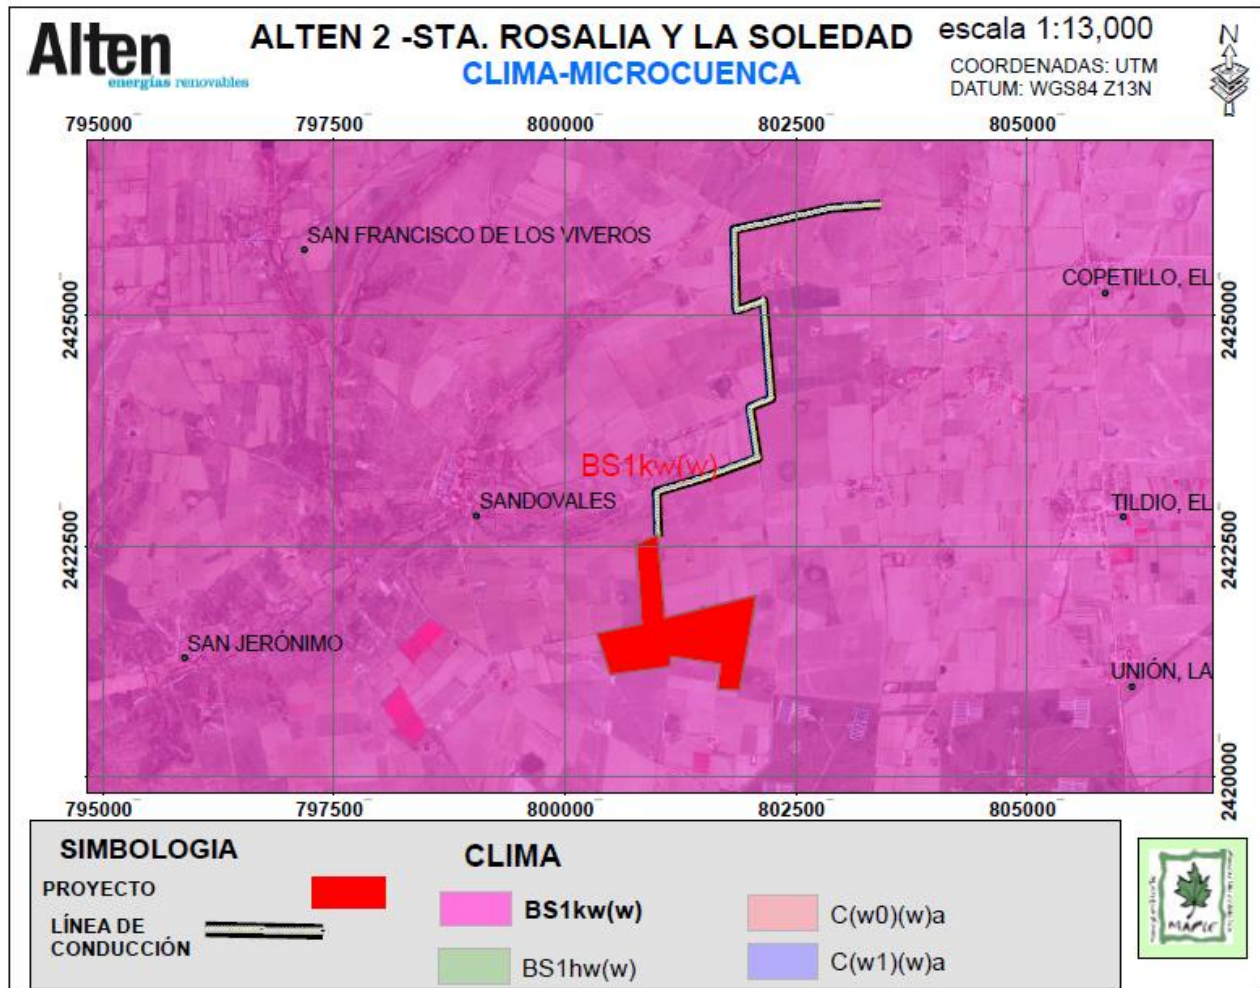 Alten
energías renovables
ALTEN 2 -STA. ROSALIA Y LA SOLEDAD
CLIMA-MICROCUENCA
escala 1:13,000
COORDENADAS: UTM
DATUM: WGS84 Z13N
N
795000
797500
800000
802500
805000
2425000
2422500
2425000
2422500
2420000
SAN FRANCISCO DE LOS VIVEROS
COPETILLO, EL
BS1kw(w)
SANDOVALES
TILDIO, EL
SAN JERÓNIMO
UNIÓN, LA
795000
797500
800000
802500
805000
SIMBOLOGIA
PROYECTO
LÍNEA DE
CONDUCCIÓN
CLIMA
BS1kw(w)
BS1hw(w)
C(w0)(w)a
C(w1)(w)a
MAPLE